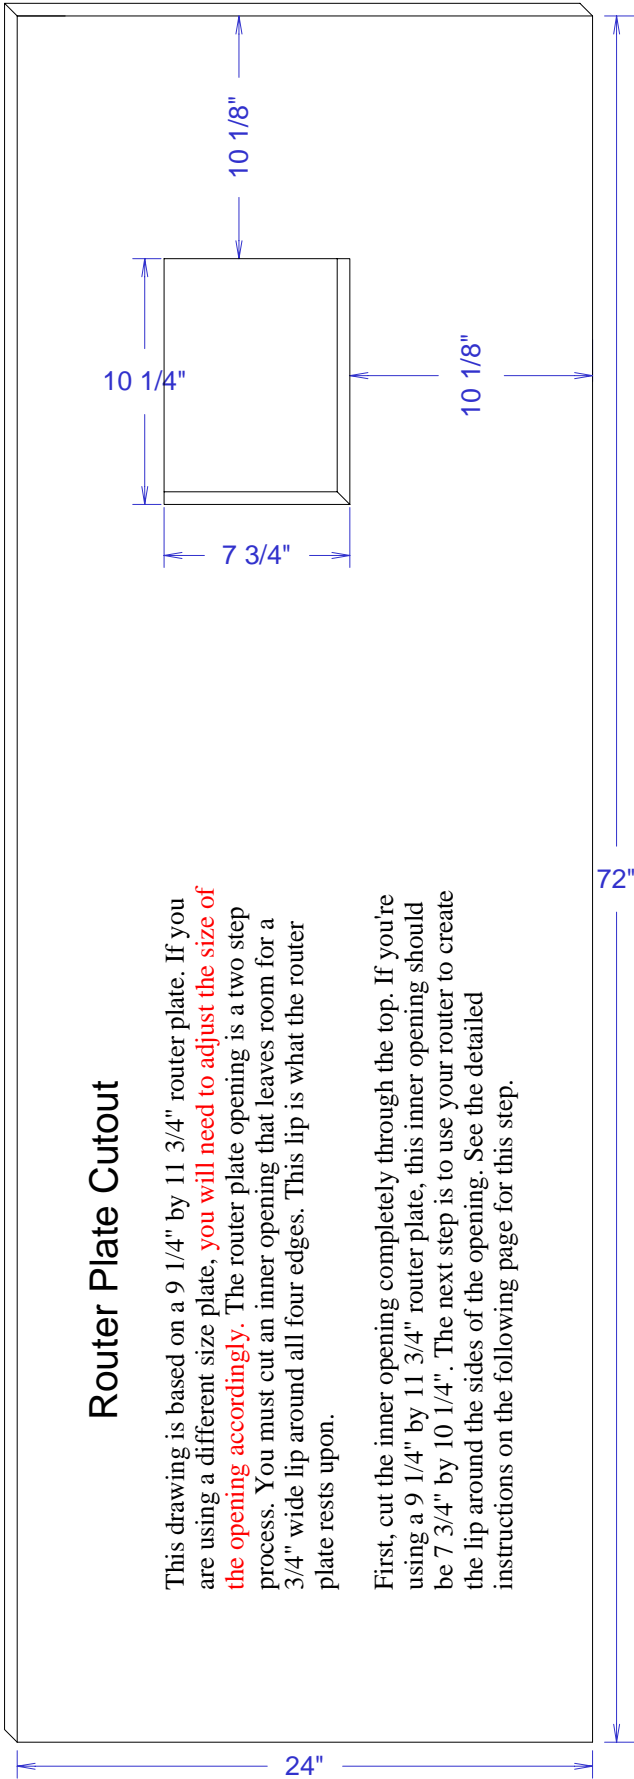 Router Plate Cutout
This drawing is based on a 9 1/4" by 11 3/4" router plate. If you
are using a different size plate, you will need to adjust the size of
the opening accordingly. The router plate opening is a two step
process. You must cut an inner opening that leaves room for a
3/4" wide lip around all four edges. This lip is what the router
plate rests upon.
First, cut the inner opening completely through the top. If you're
using a 9 1/4" by 11 3/4" router plate, this inner opening should
be 7 3/4" by 10 1/4". The next step is to use your router to create
the lip around the sides of the opening. See the detailed
instructions on the following page for this step.
10 1/8"
10 1/4"
10 1/8"
7 3/4"
72"
24"